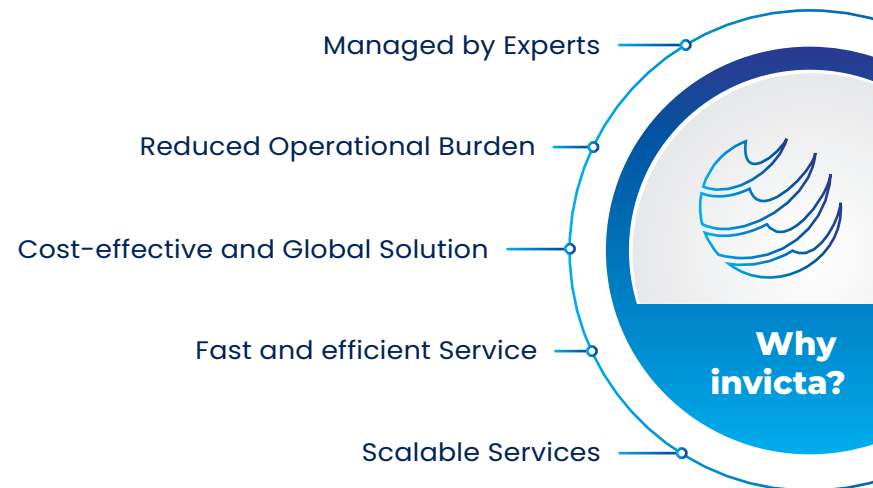 Managed by Experts
Reduced Operational Burden
Cost-effective and Global Solution
Fast and efficient Service
Scalable Services
Why
invicta?